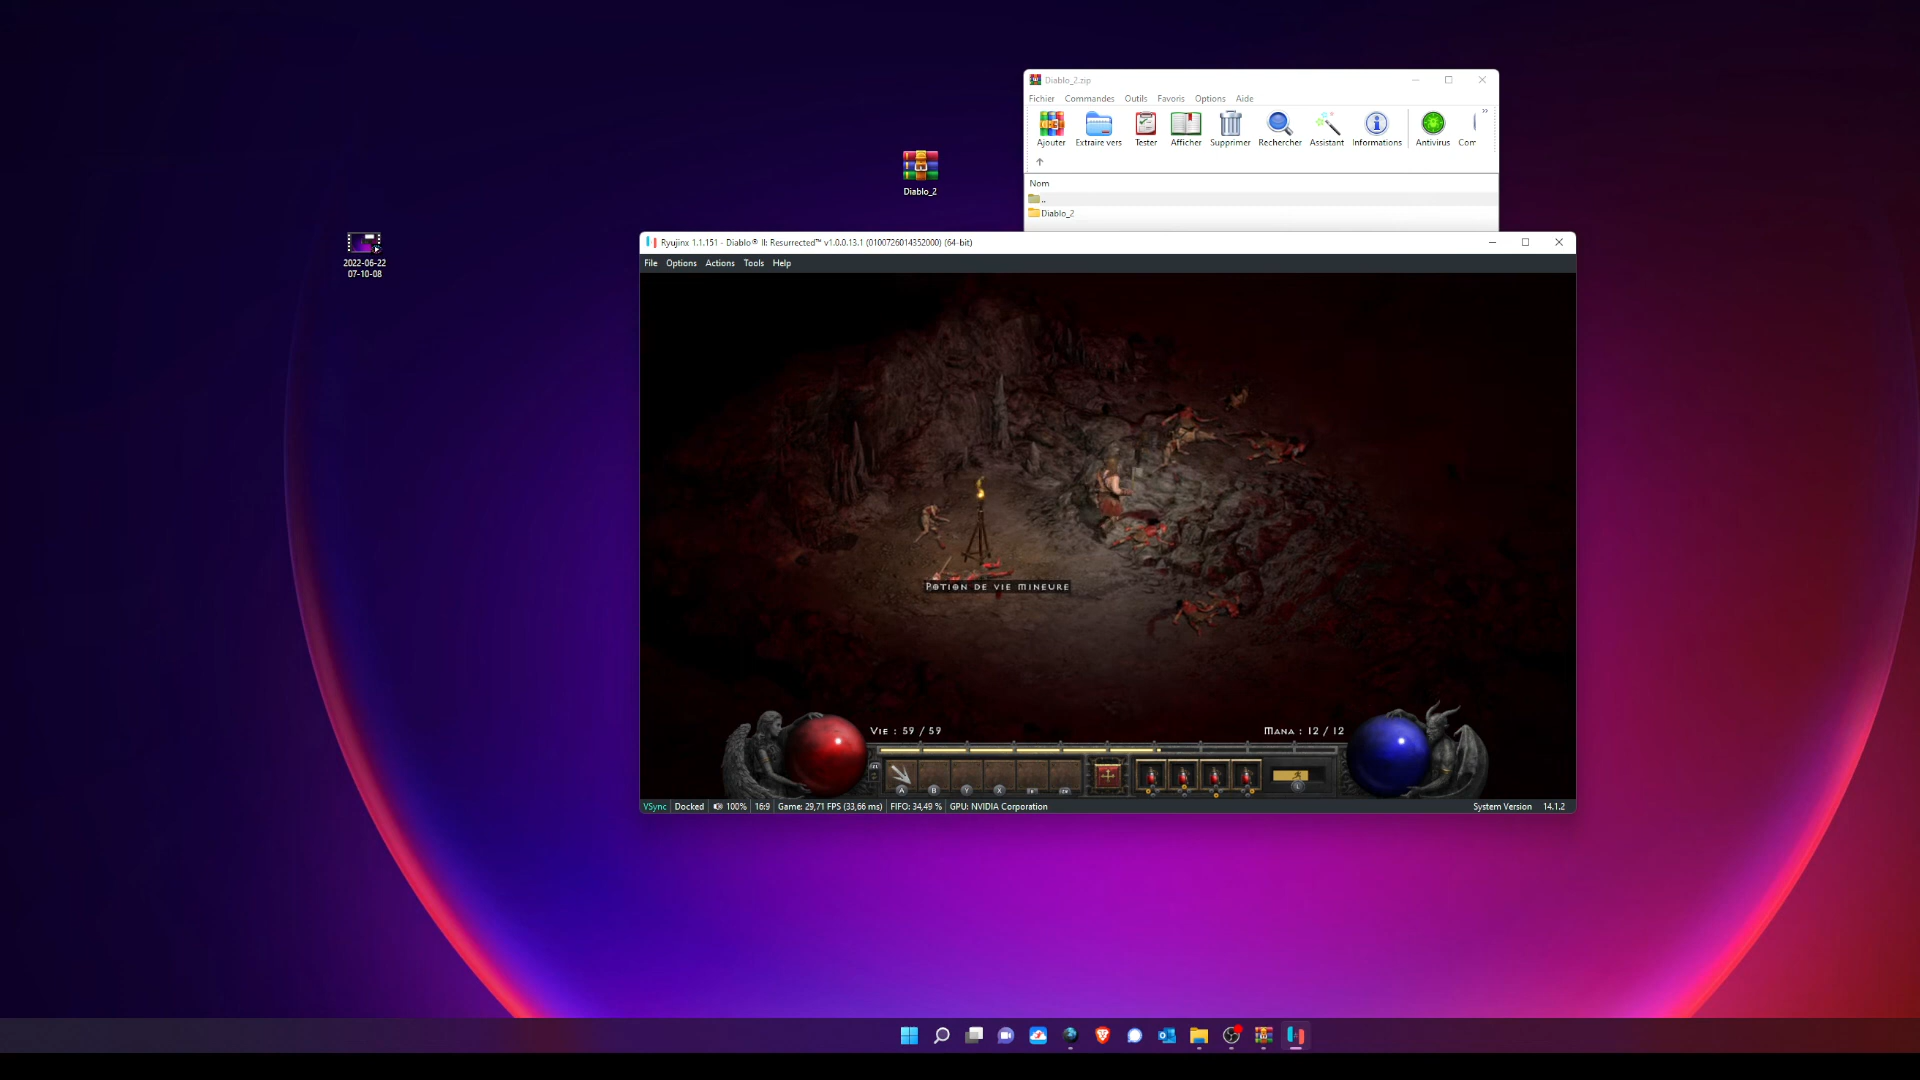 Diablo_2.zip
Fichier Commandes Outils Favoris Options Aide
Ajouter Extraire vers Tester Afficher Supprimer Rechercher Assistant Informations Antivirus Com
Nom
..
Diablo_2
Diablo_2
2022-06-22
07-10-08
Ryujinx 1.1.151 - Diablo® II: Resurrected™ v1.0.0.13.1 (0100726014352000) (64-bit)
File Options Actions Tools Help
Potion de vie mineure
Vie : 59 / 59
Mana : 12 / 12
A B Y X
L
VSync Docked 100% 16:9 Game: 29,71 FPS (33,66 ms) FIFO: 34,49 % GPU: NVIDIA Corporation
System Version 14.1.2